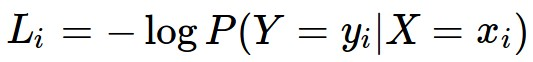 L_i = − log P(Y = y_i|X = x_i)